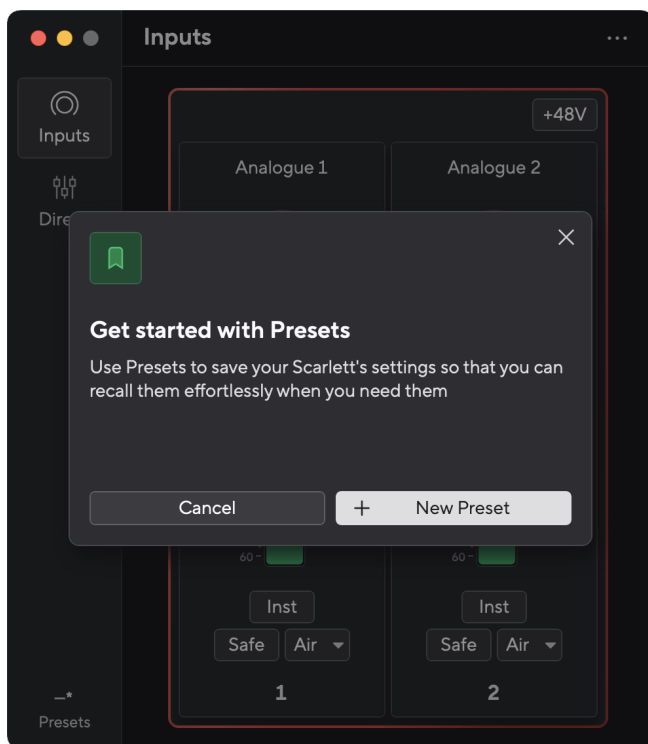 Inputs
...
+48V
Inputs
Analogue 1
Analogue 2
Dire
Get started with Presets
Use Presets to save your Scarlett's settings so that you can
recall them effortlessly when you need them
Cancel
+ New Preset
60
60
Inst
Inst
Safe
Air
Safe
Air
1
2
–*
Presets